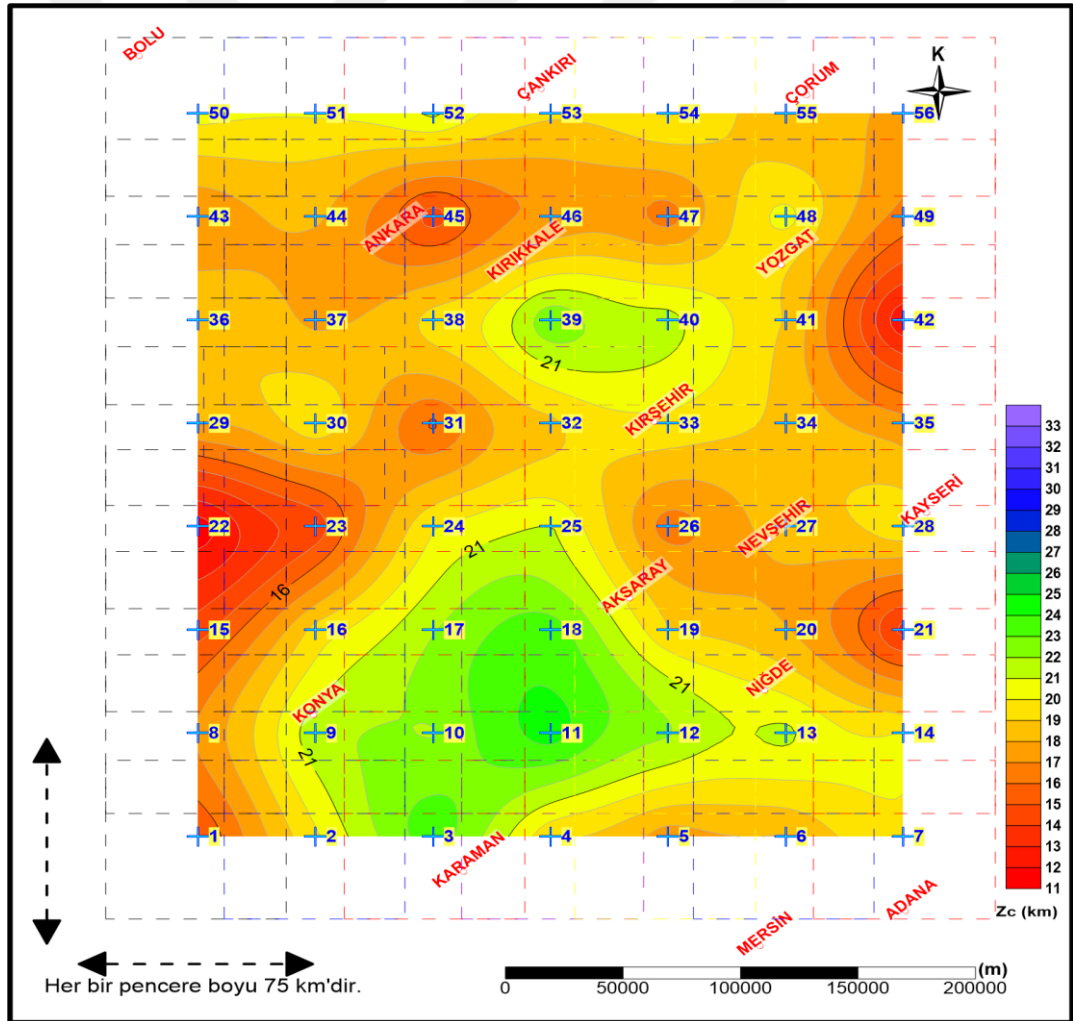 BOLU
ÇANKIRI
ÇORUM
K
50 51 52 53 54 55 56
43 44 45 46 47 48 49
ANKARA
KIRIKKALE
YOZGAT
36 37 38 39 40 41 42
21
KIRŞEHİR
29 30 31 32 33 34 35
KAYSERİ
22 23 24 25 26 27 28
NEVŞEHİR
21
AKSARAY
16
15 16 17 18 19 20 21
NİĞDE
21
KONYA
8 9 10 11 12 13 14
21
1 2 3 4 5 6 7
KARAMAN
ADANA
MERSİN
33
32
31
30
29
28
27
26
25
24
23
22
21
20
19
18
17
16
15
14
13
12
11
Zc (km)
Her bir pencere boyu 75 km'dir.
(m)
0 50000 100000 150000 200000